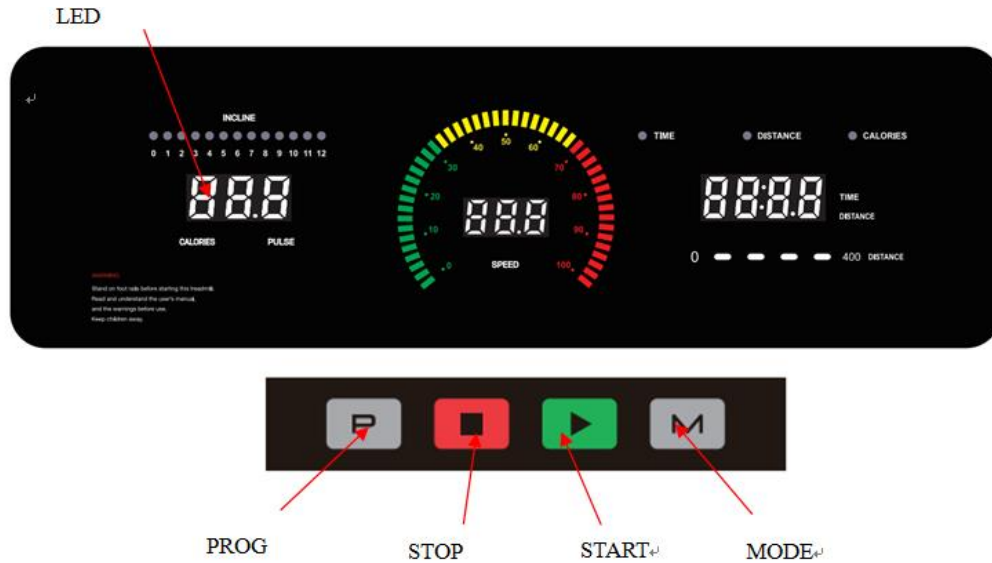 LED
INCLINE
0 1 2 3 4 5 6 7 8 9 10 11 12
88.8
CALORIES PULSE
WARNING:
Stand on foot rails before starting this treadmill.
Read and understand the user's manual,
and the warnings before use.
Keep children away.
0
10
20
30
40
50
60
70
80
90
100
88.8
SPEED
TIME DISTANCE CALORIES
88:8.8
TIME
DISTANCE
0 400 DISTANCE
P M
PROG STOP START MODE